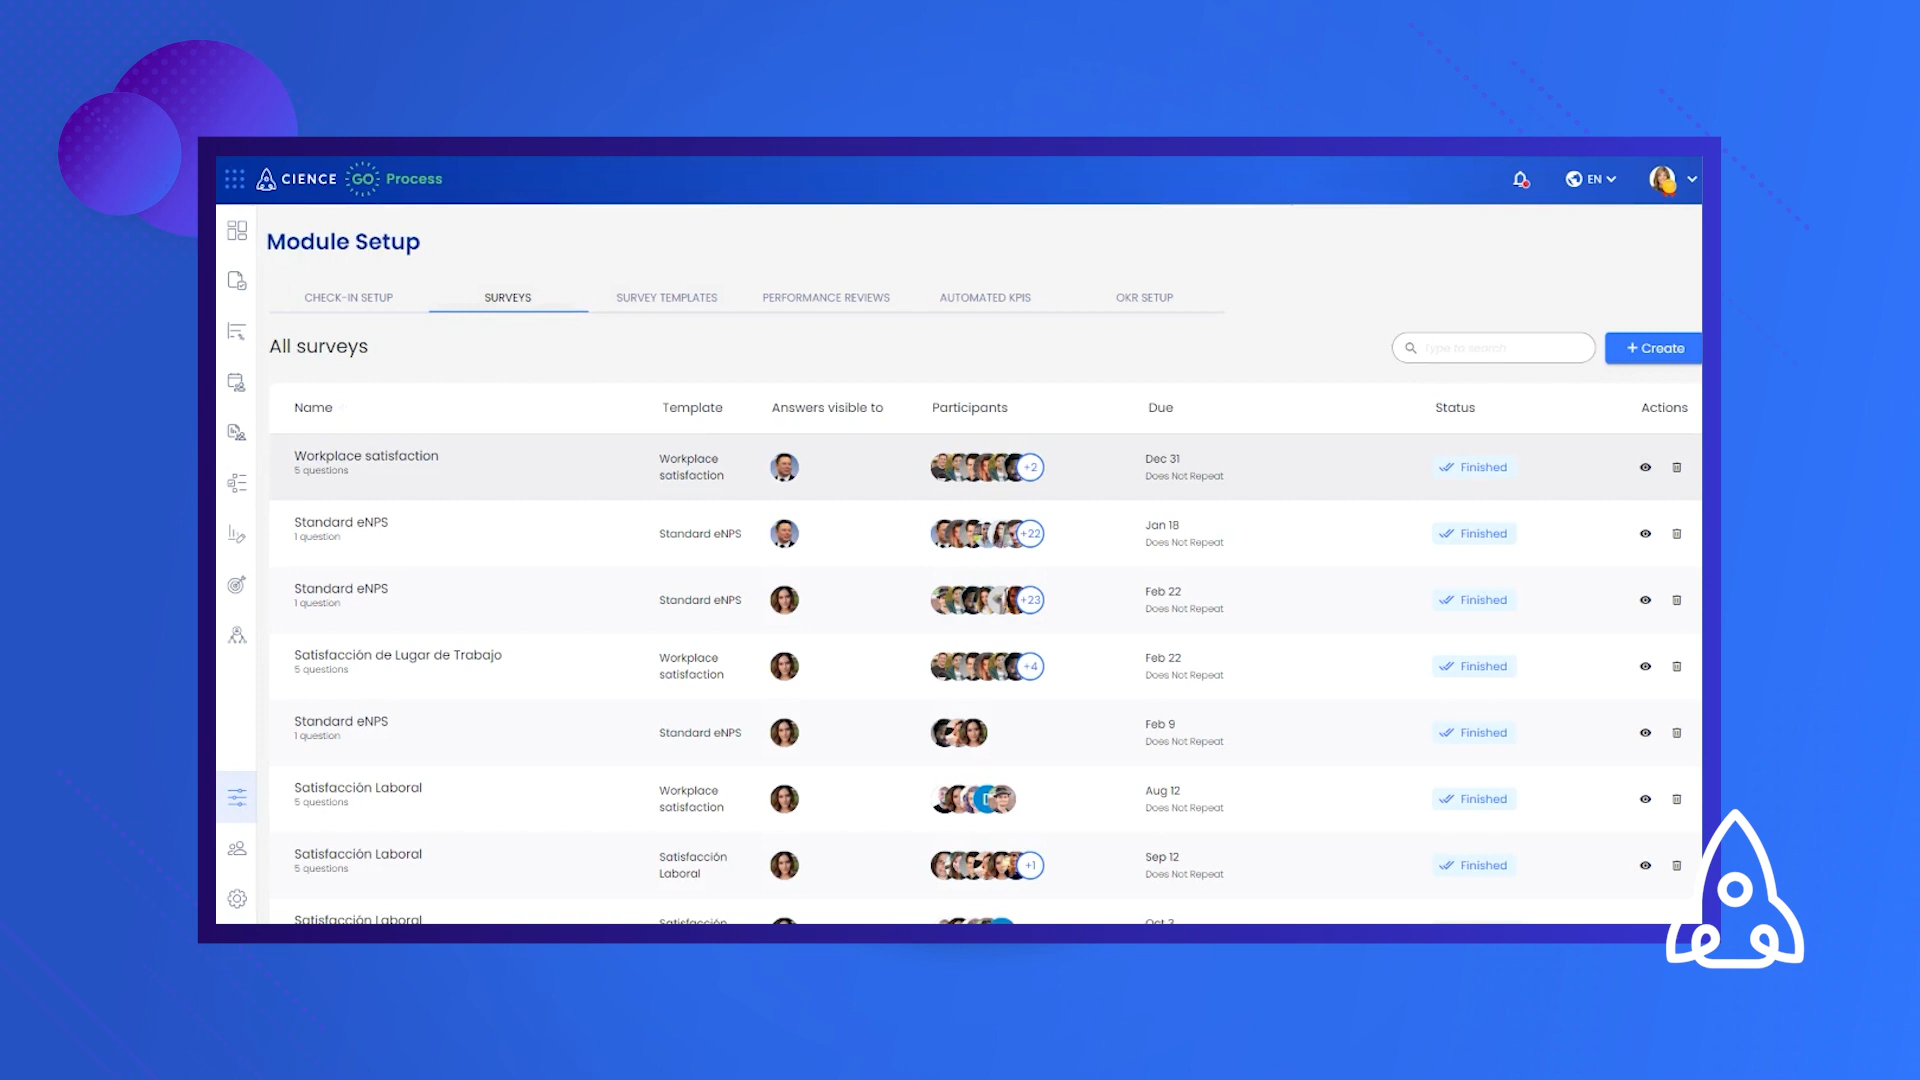 CIENCE GO Process
EN
Module Setup
CHECK-IN SETUP SURVEYS SURVEY TEMPLATES PERFORMANCE REVIEWS AUTOMATED KPIS OKR SETUP
All surveys
Type to search
+ Create
Name Template Answers visible to Participants Due Status Actions
Workplace satisfaction
5 questions
Workplace
satisfaction
+2
Dec 31
Does Not Repeat
Finished
Standard eNPS
1 question
Standard eNPS
+22
Jan 18
Does Not Repeat
Finished
Standard eNPS
1 question
Standard eNPS
+23
Feb 22
Does Not Repeat
Finished
Satisfacción de Lugar de Trabajo
5 questions
Workplace
satisfaction
+4
Feb 22
Does Not Repeat
Finished
Standard eNPS
1 question
Standard eNPS
Feb 9
Does Not Repeat
Finished
Satisfacción Laboral
5 questions
Workplace
satisfaction
Aug 12
Does Not Repeat
Finished
Satisfacción Laboral
5 questions
Satisfacción
Laboral
+1
Sep 12
Does Not Repeat
Finished
Satisfacción Laboral
Satisfacción
Oct 3